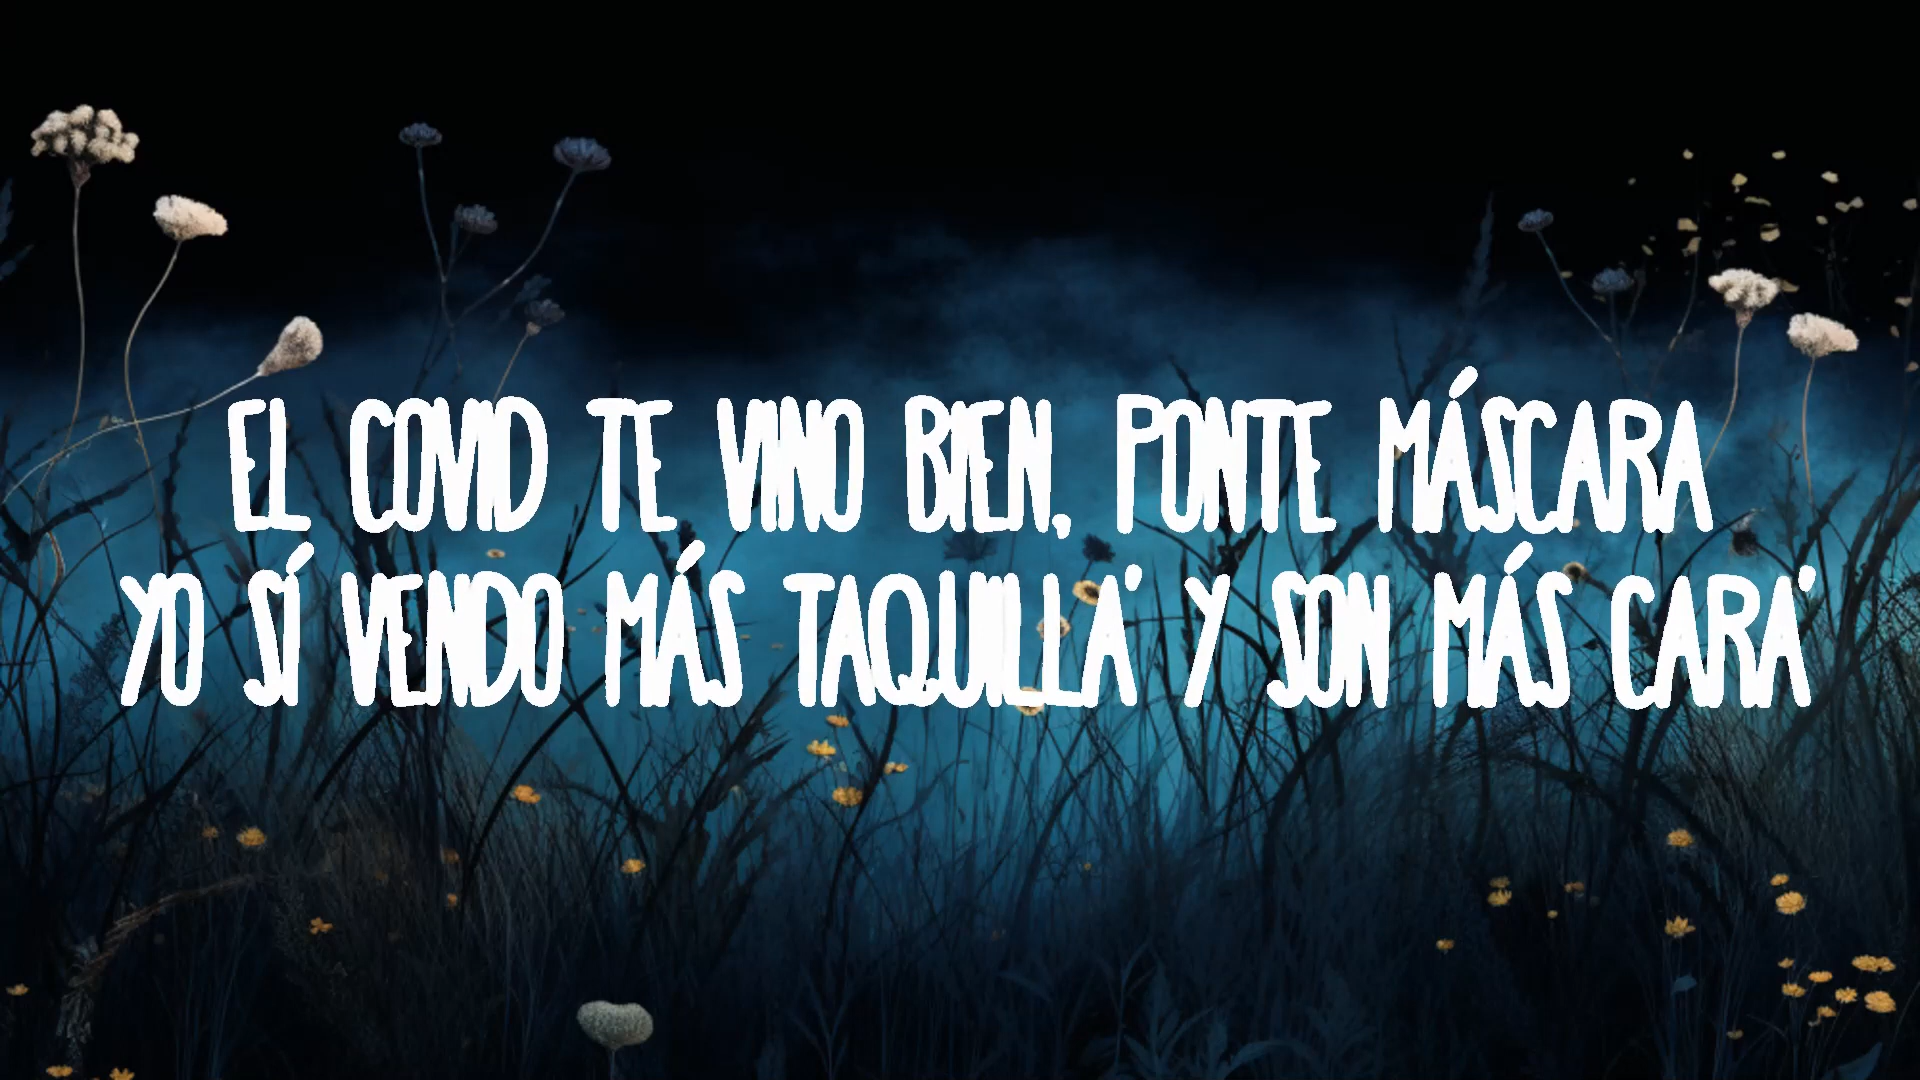 EL COVID TE VINO BIEN, PONTE MÁSCARA
YO SÍ VENDO MÁS TAQUILLA' Y SON MÁS CARA'